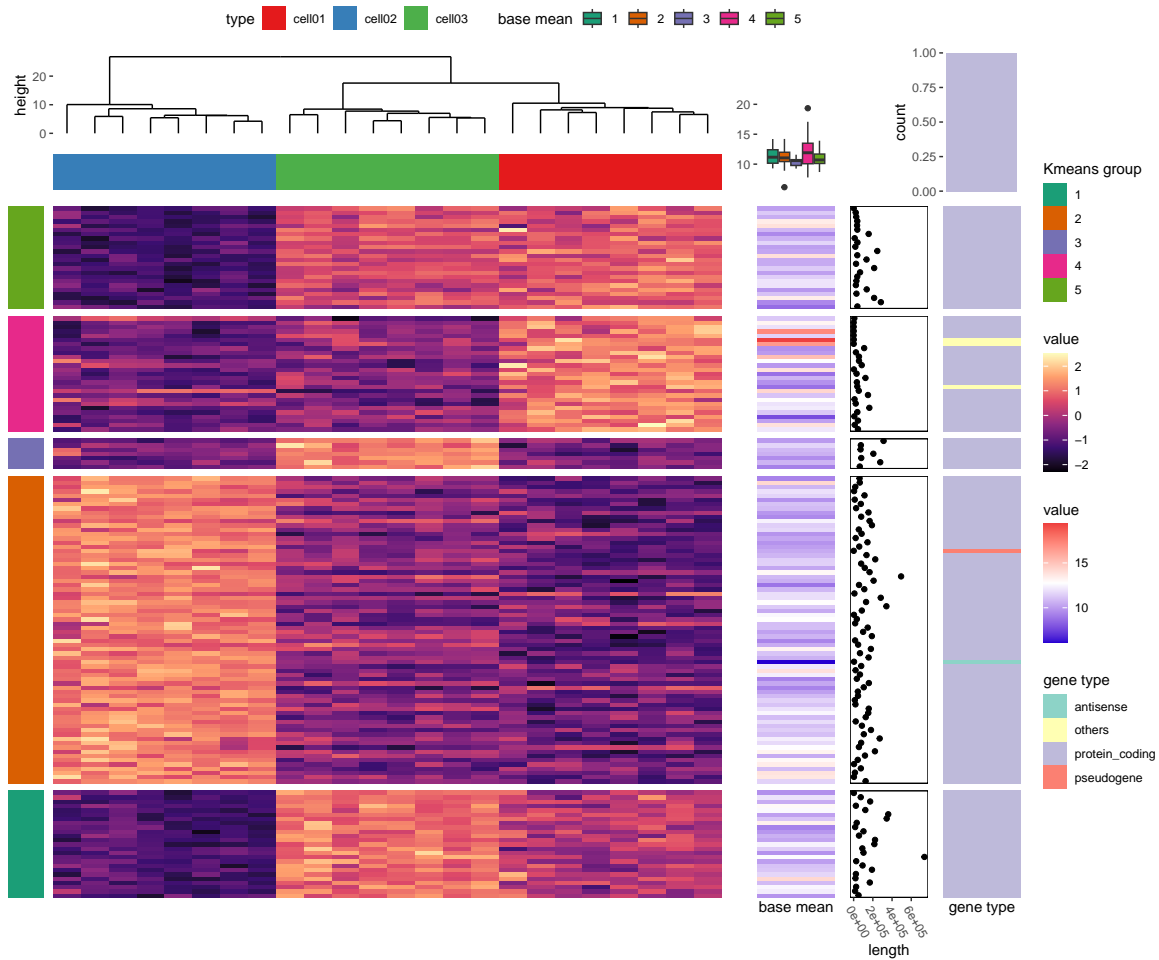 type cell01 cell02 cell03 base mean 1 2 3 4 5
height
20
10
0
20
15
10
count
1.00
0.75
0.50
0.25
0.00
Kmeans group
1
2
3
4
5
value
2
1
0
−1
−2
value
15
10
gene type
antisense
others
protein_coding
pseudogene
base mean
0e+00 2e+05 4e+05 6e+05
length
gene type